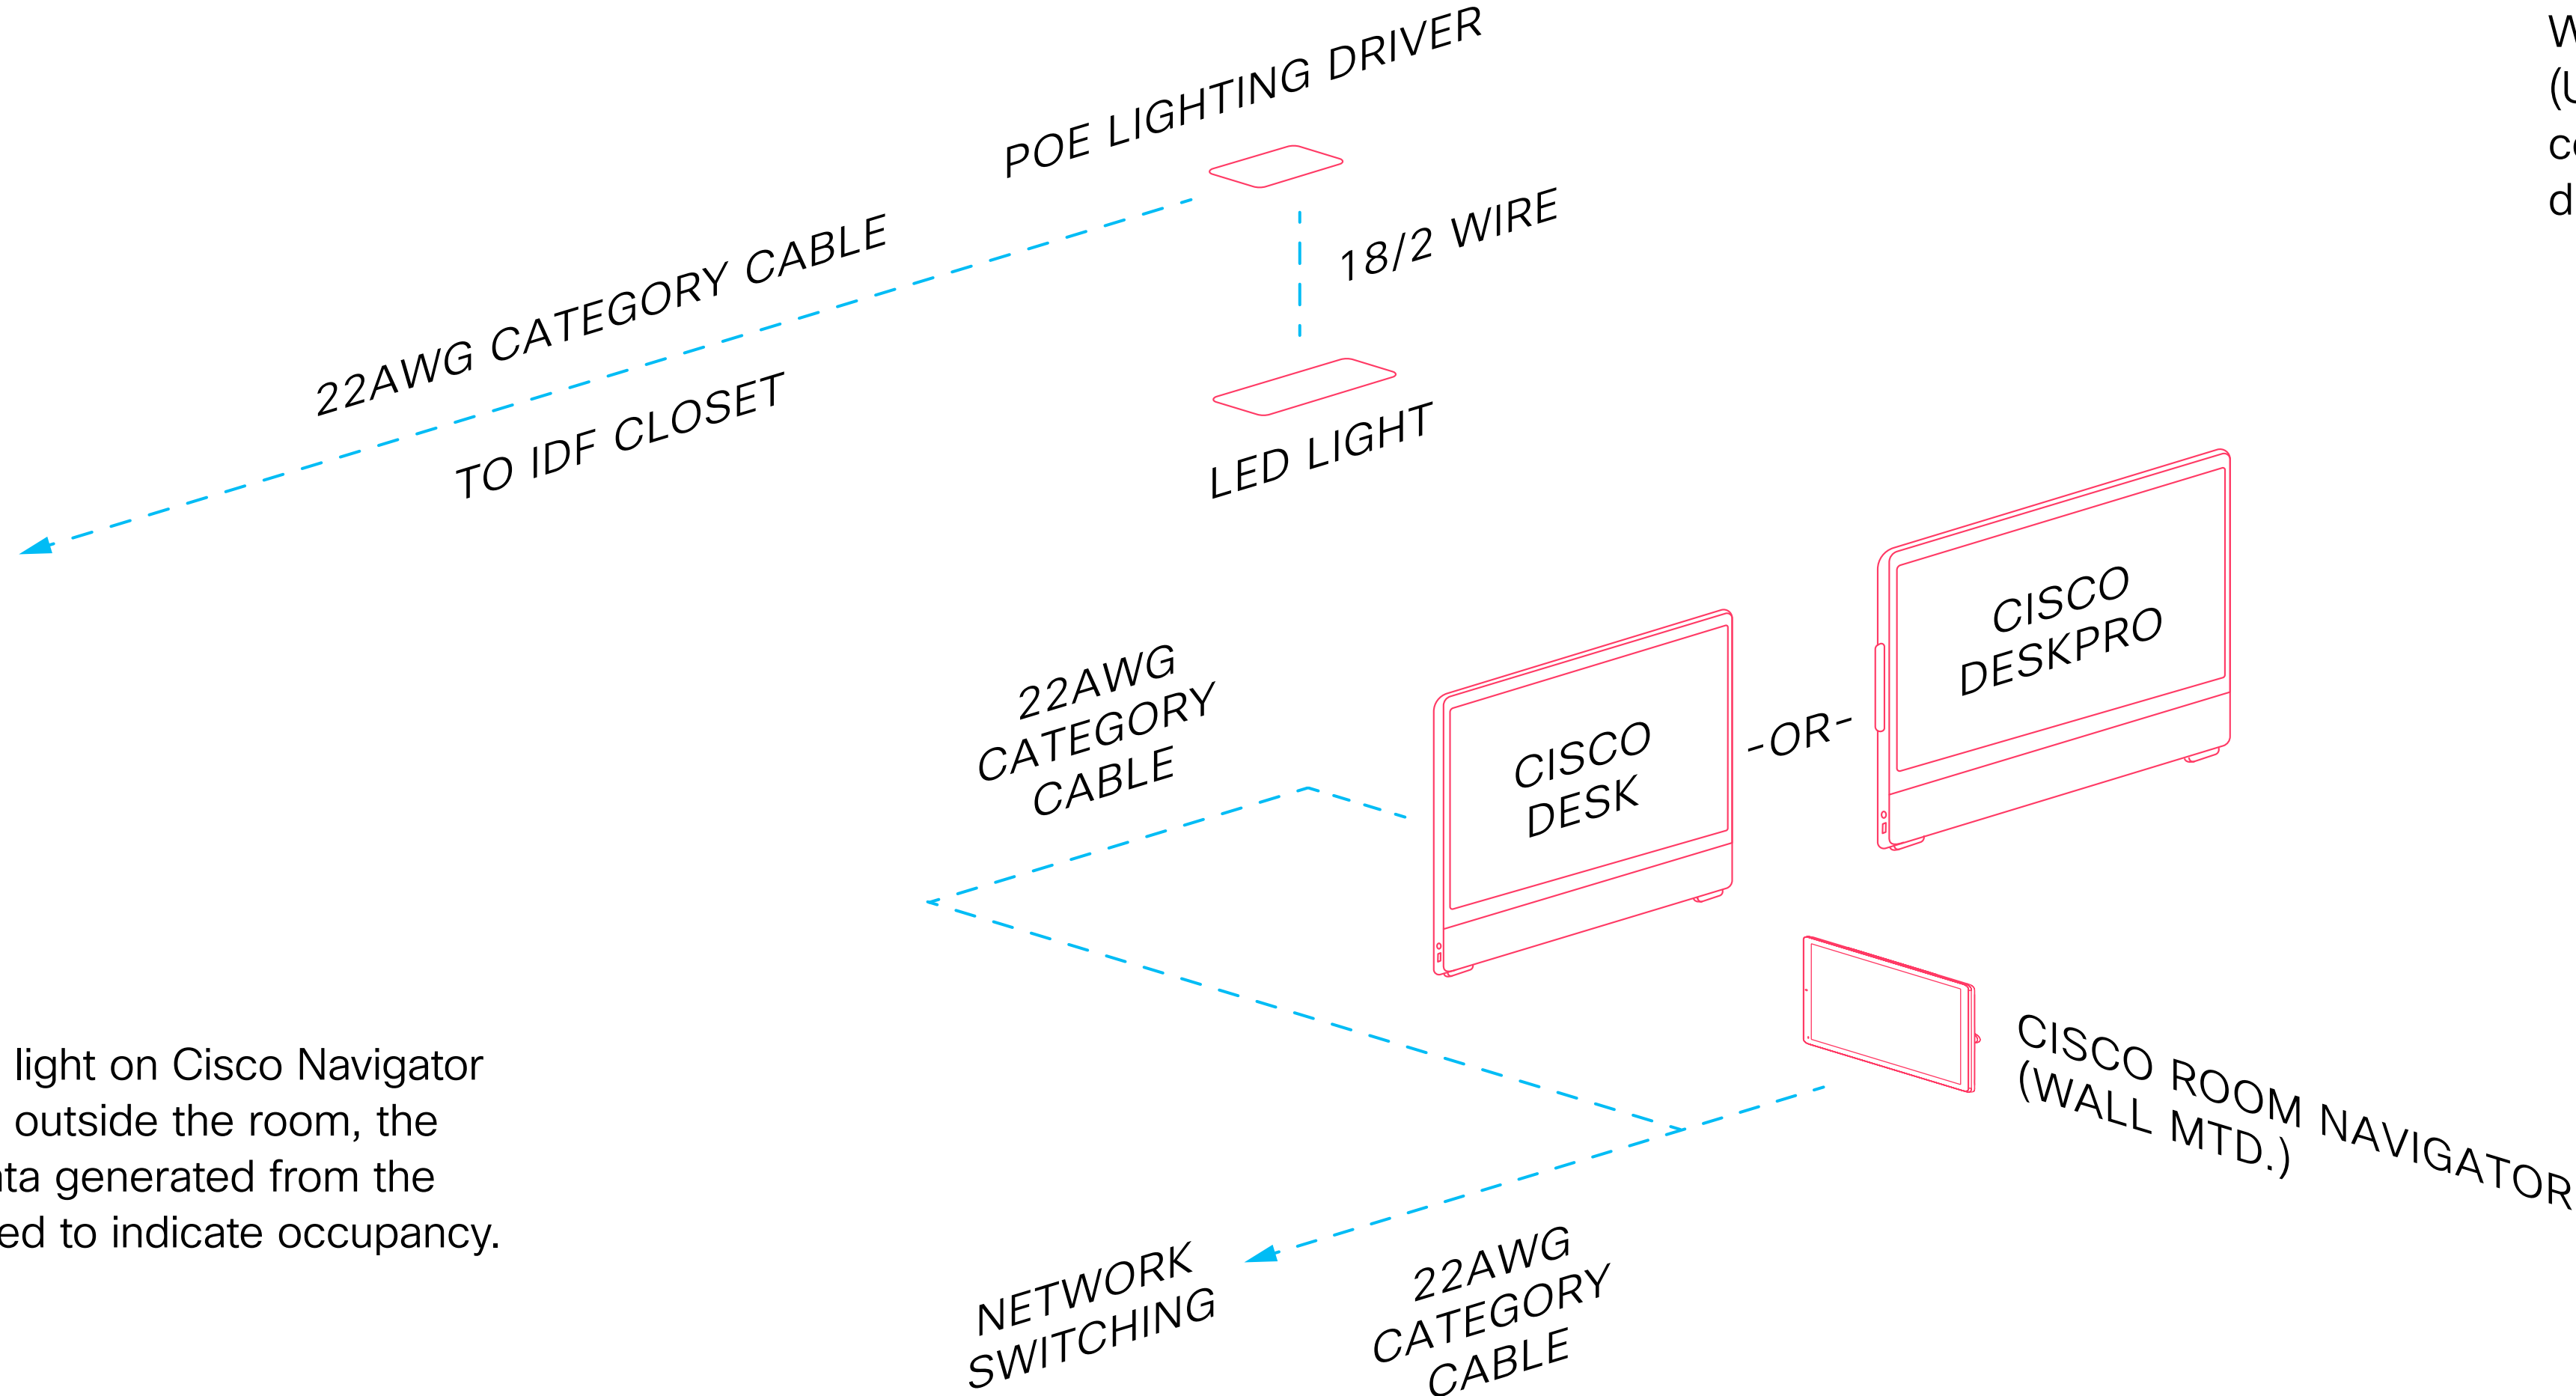 POE LIGHTING DRIVER
22AWG CATEGORY CABLE
TO IDF CLOSET
18/2 WIRE
LED LIGHT
22AWG
CATEGORY
CABLE
CISCO
DESK
-OR-
CISCO
DESKPRO
CISCO ROOM NAVIGATOR
(WALL MTD.)
light on Cisco Navigator
outside the room, the
generated from the
to indicate occupancy.
NETWORK
SWITCHING
22AWG
CATEGORY
CABLE